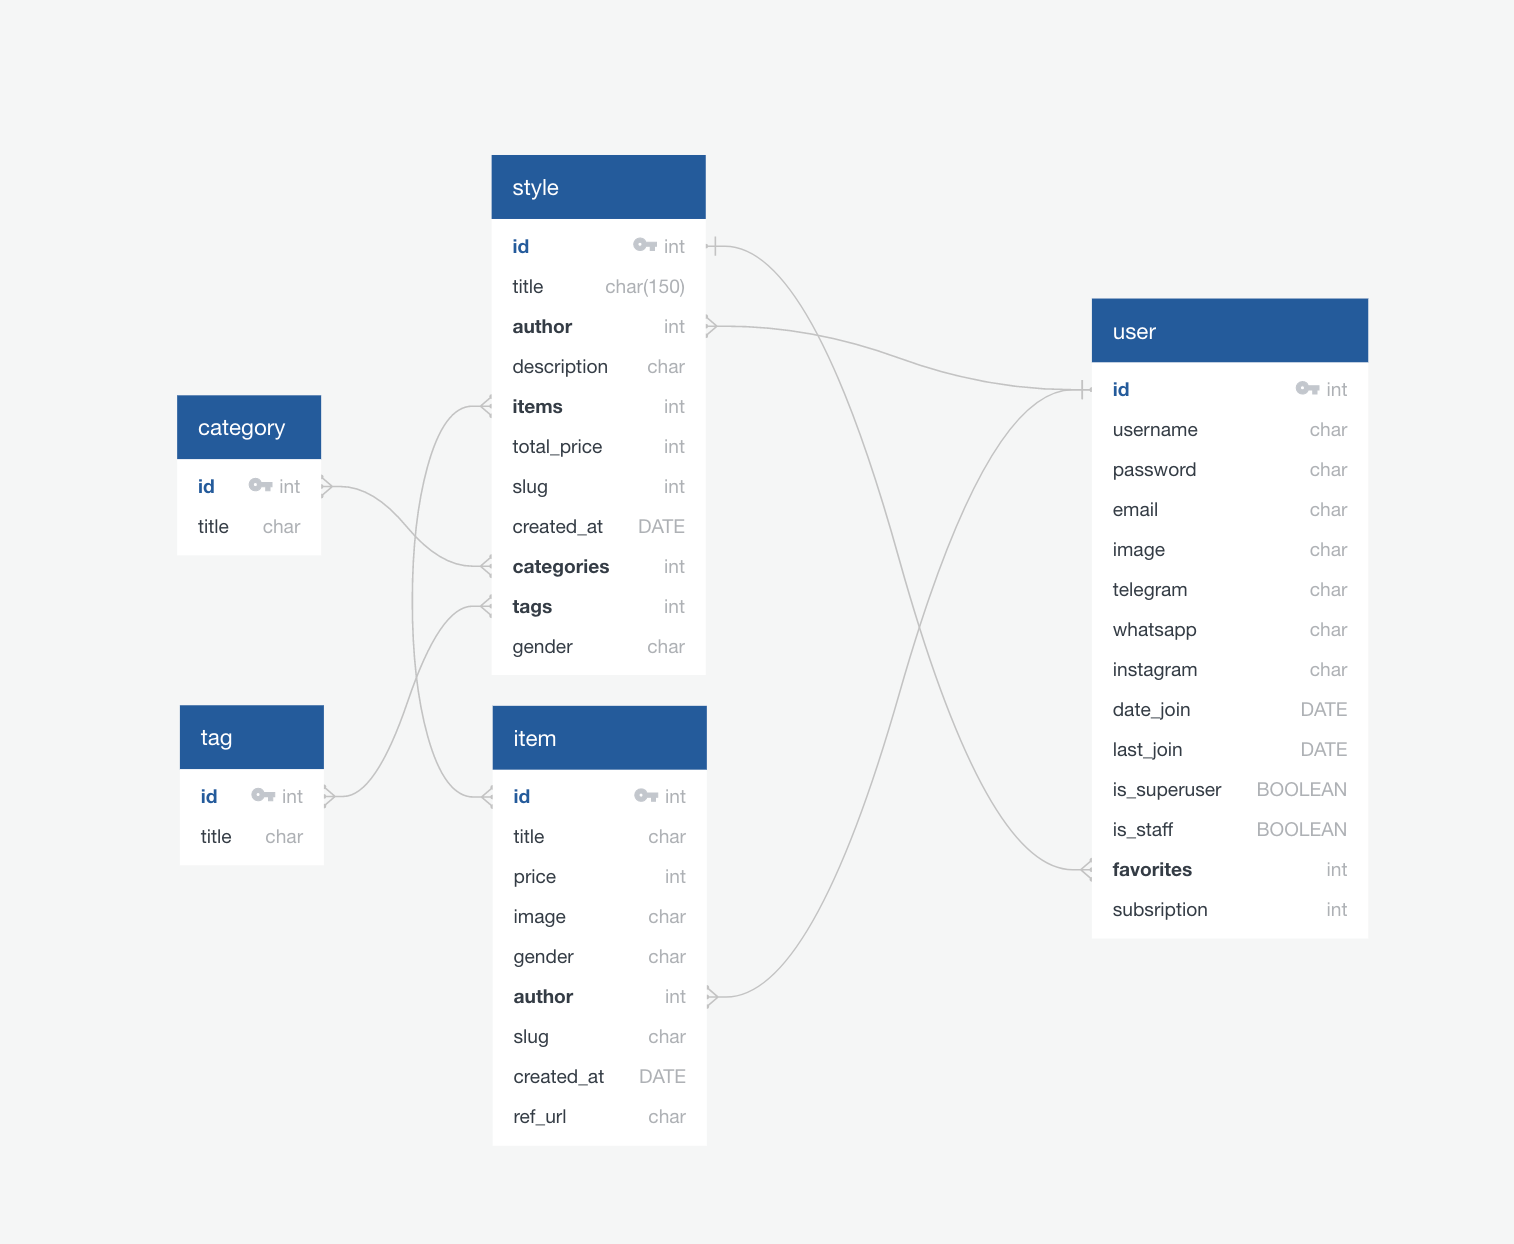 style
id int
title char(150)
author int
description char
items int
total_price int
slug int
created_at DATE
categories int
tags int
gender char
user
id int
username char
password char
email char
image char
telegram char
whatsapp char
instagram char
date_join DATE
last_join DATE
is_superuser BOOLEAN
is_staff BOOLEAN
favorites int
subsription int
category
id int
title char
tag
id int
title char
item
id int
title char
price int
image char
gender char
author int
slug char
created_at DATE
ref_url char